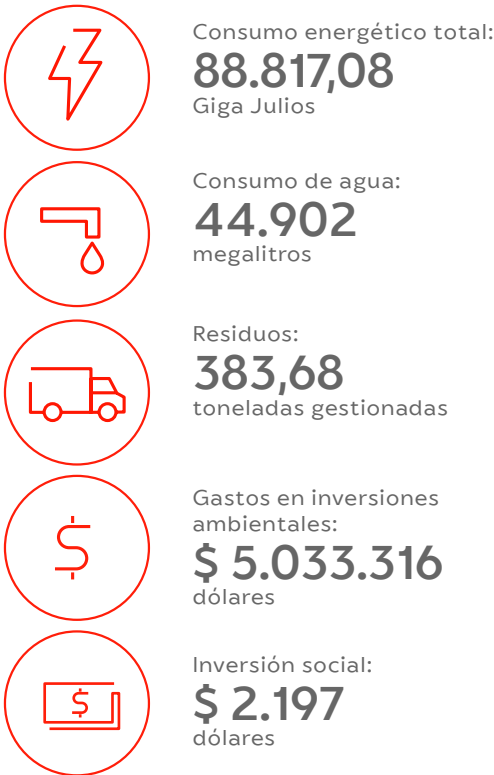 Consumo energético total:
88.817,08
Giga Julios
Consumo de agua:
44.902
megalitros
Residuos:
383,68
toneladas gestionadas
$
Gastos en inversiones
ambientales:
$ 5.033.316
dólares
$
Inversión social:
$ 2.197
dólares